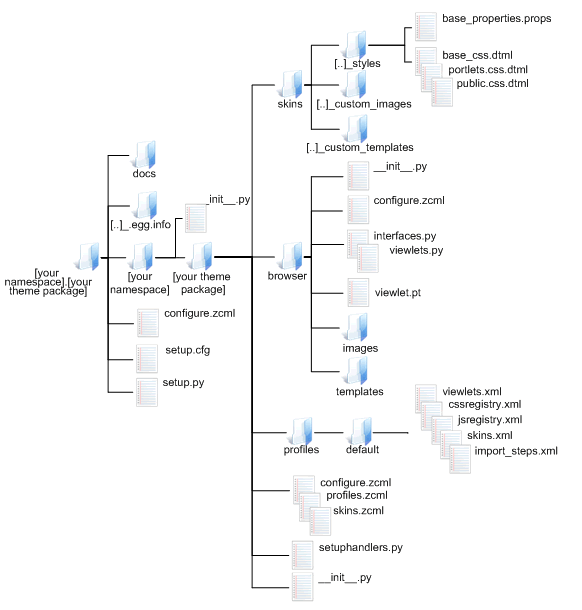 base_properties.props
[..]_styles
base_css.dtml
portlets.css.dtml
public.css.dtml
skins
[..]_custom_images
[..]_custom_templates
docs
__init__.py
_init__.py
configure.zcml
[..]_.egg.info
interfaces.py
viewlets.py
[your
namespace].[your
theme package]
[your
namespace]
[your theme
package]
browser
viewlet.pt
configure.zcml
images
setup.cfg
setup.py
templates
viewlets.xml
cssregistry.xml
jsregistry.xml
skins.xml
import_steps.xml
profiles
default
configure.zcml
profiles.zcml
skins.zcml
setuphandlers.py
__init__.py